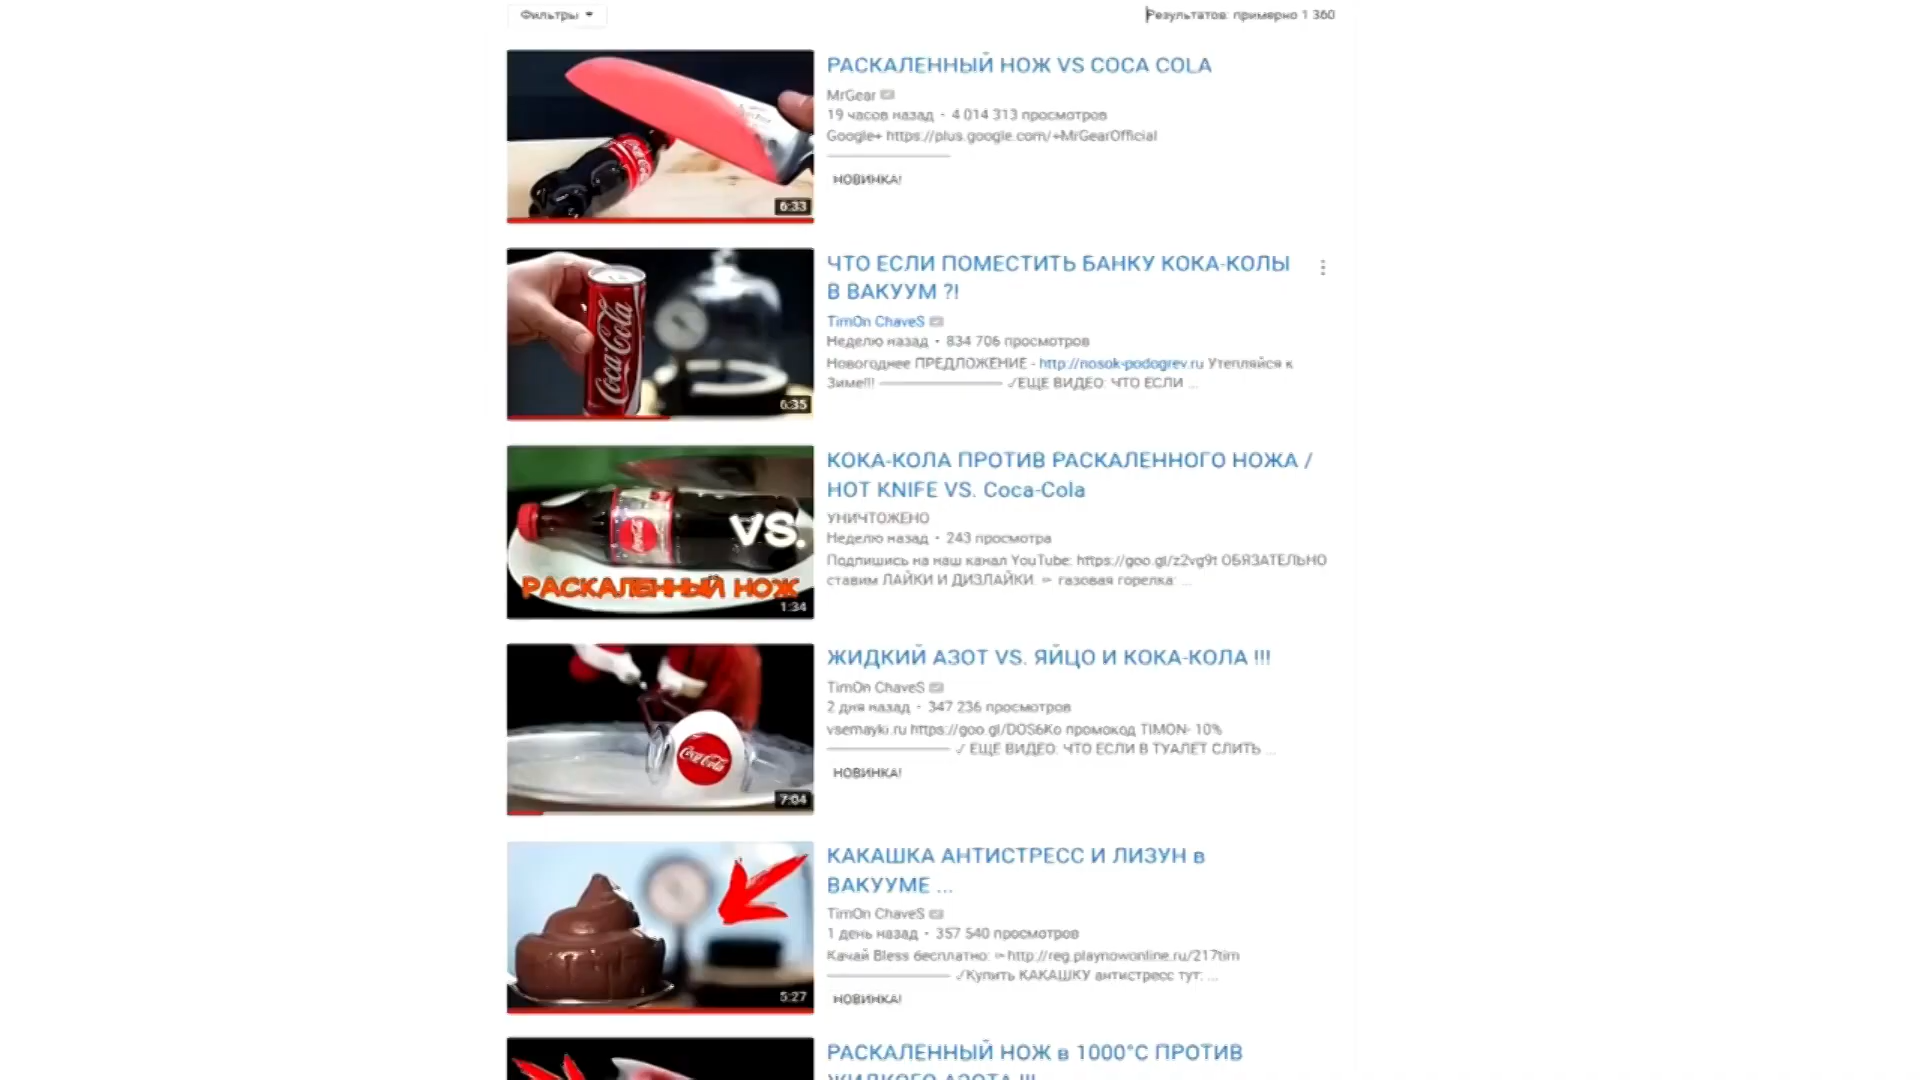 Фильтры
Результатов: примерно 1 360
РАСКАЛЕННЫЙ НОЖ VS COCA COLA
MrGear
19 часов назад • 4 014 313 просмотров
Google+ https://plus.google.com/+MrGearOfficial
НОВИНКА!
Coca-Cola
6:33
ЧТО ЕСЛИ ПОМЕСТИТЬ БАНКУ КОКА-КОЛЫ
В ВАКУУМ ?!
TimOn ChaveS
Неделю назад • 834 706 просмотров
Новогоднее ПРЕДЛОЖЕНИЕ - http://nosok-podogrev.ru Утепляйся к
Зиме!!! ✓ЕЩЕ ВИДЕО: ЧТО ЕСЛИ ...
Coca-Cola
6:35
КОКА-КОЛА ПРОТИВ РАСКАЛЕННОГО НОЖА /
HOT KNIFE VS. Coca-Cola
УНИЧТОЖЕНО
Неделю назад • 243 просмотра
Подпишись на наш канал YouTube: https://goo.gl/z2vg9t ОБЯЗАТЕЛЬНО
ставим ЛАЙКИ И ДИЗЛАЙКИ. газовая горелка: ...
VS.
РАСКАЛЕННЫЙ НОЖ
1:34
ЖИДКИЙ АЗОТ VS. ЯЙЦО И КОКА-КОЛА !!!
TimOn ChaveS
2 дня назад • 347 236 просмотров
vsemayki.ru https://goo.gl/DOS6Ko промокод TIMON- 10%
✓ ЕЩЕ ВИДЕО: ЧТО ЕСЛИ В ТУАЛЕТ СЛИТЬ ...
НОВИНКА!
Coca-Cola
7:04
КАКАШКА АНТИСТРЕСС И ЛИЗУН в
ВАКУУМЕ ...
TimOn ChaveS
1 день назад • 357 540 просмотров
Качай Bless бесплатно: http://reg.playnowonline.ru/217tim
✓Купить КАКАШКУ антистресс тут: ...
НОВИНКА!
5:27
РАСКАЛЕННЫЙ НОЖ в 1000°C ПРОТИВ
ЖИДКОГО АЗОТА !!!